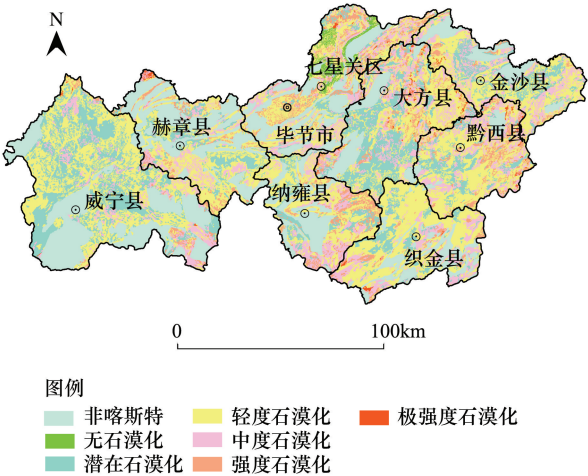 N
七星关区
金沙县
大方县
赫章县
毕节市
黔西县
纳雍县
威宁县
织金县
0 100km
图例
非喀斯特 轻度石漠化 极强度石漠化
无石漠化 中度石漠化
潜在石漠化 强度石漠化